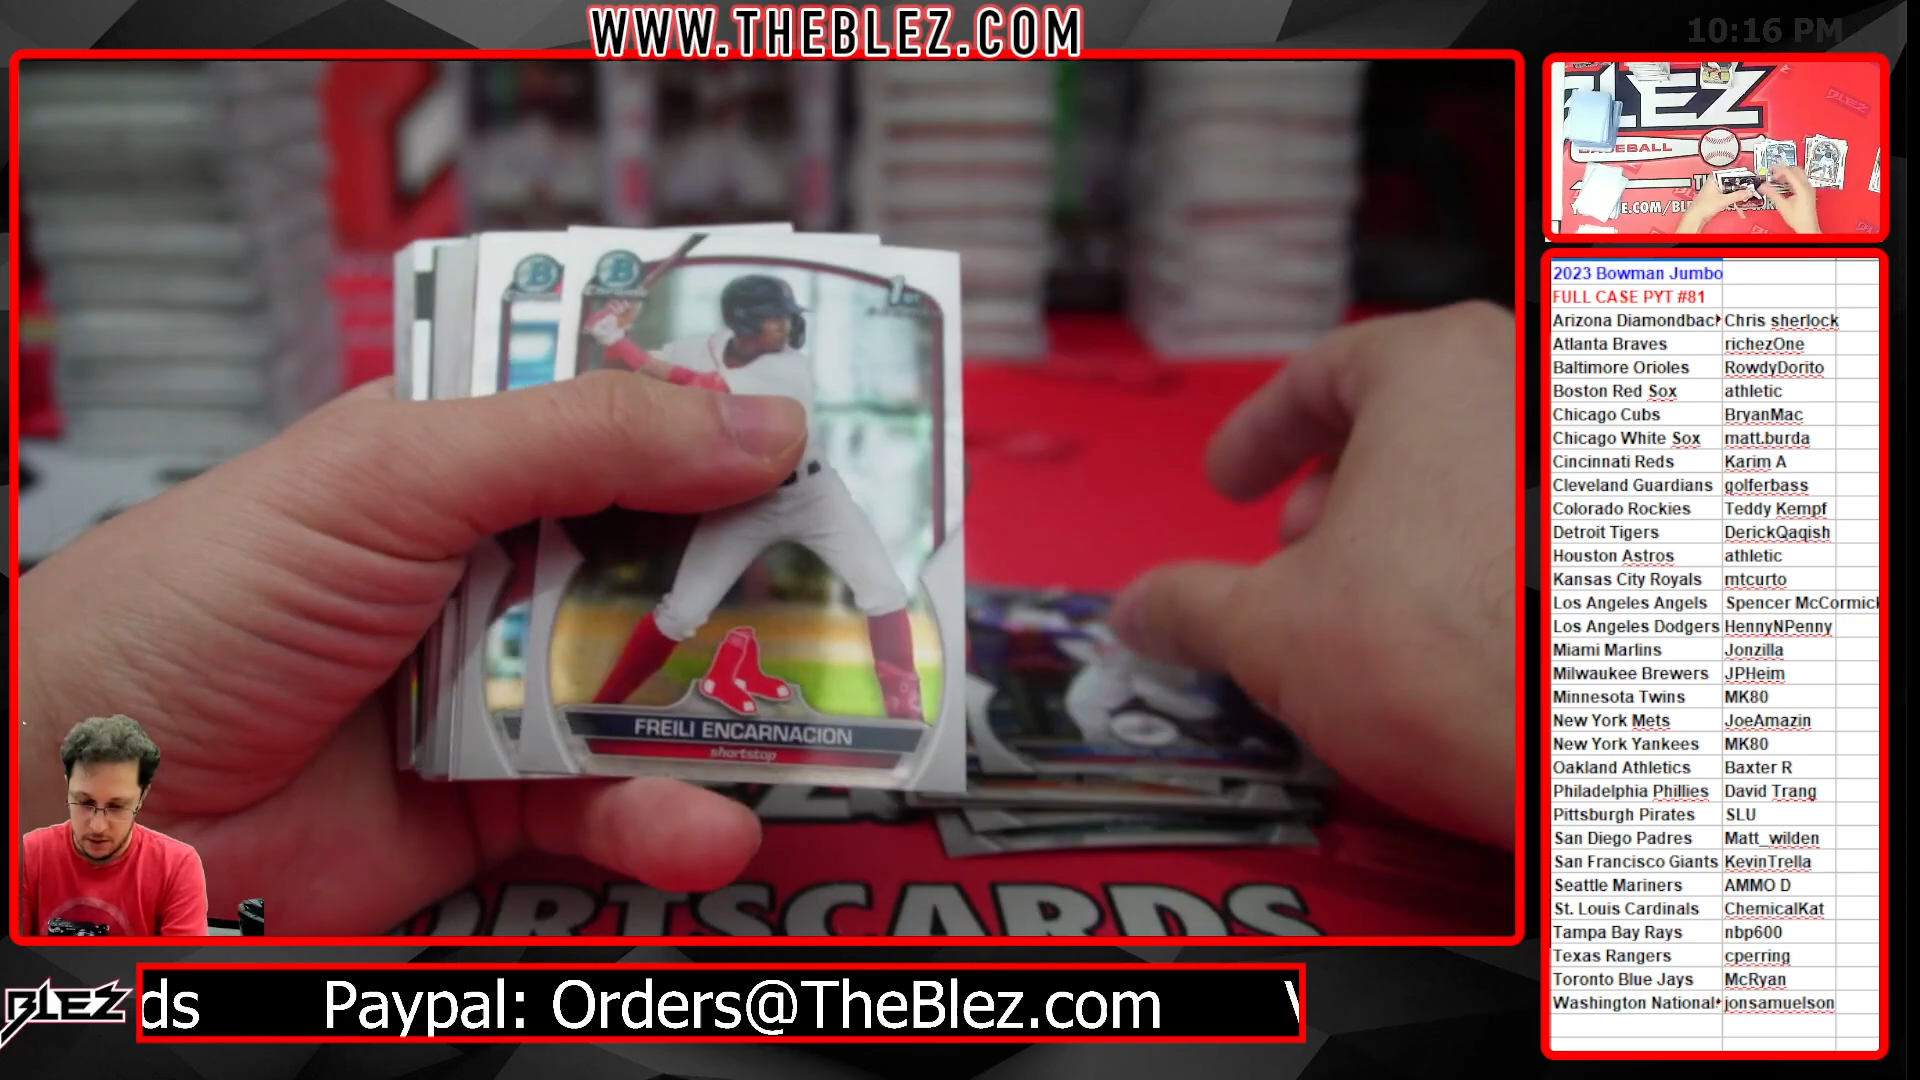 WWW.THEBLEZ.COM
10:16 PM
LEZ
BASEBALL
BLEZ
2023 Bowman Jumbo
FULL CASE PYT #81
Arizona Diamondbac Chris sherlock
Atlanta Braves richezOne
Baltimore Orioles RowdyDorito
Boston Red Sox athletic
Chicago Cubs BryanMac
Chicago White Sox matt.burda
Cincinnati Reds Karim A
Cleveland Guardians golferbass
Colorado Rockies Teddy Kempf
Detroit Tigers DerickQaqish
Houston Astros athletic
Kansas City Royals mtcurto
Los Angeles Angels Spencer McCormick
Los Angeles Dodgers HennyNPenny
Miami Marlins Jonzilla
Milwaukee Brewers JPHeim
Minnesota Twins MK80
New York Mets JoeAmazin
New York Yankees MK80
Oakland Athletics Baxter R
Philadelphia Phillies David Trang
Pittsburgh Pirates SLU
San Diego Padres Matt_wilden
San Francisco Giants KevinTrella
Seattle Mariners AMMO D
St. Louis Cardinals ChemicalKat
Tampa Bay Rays nbp600
Texas Rangers cperring
Toronto Blue Jays McRyan
Washington National jonsamuelson
B
B
1st
FREILI ENCARNACION
shortstop
ORTSCARDS
BLEZ
ds Paypal: Orders@TheBlez.com